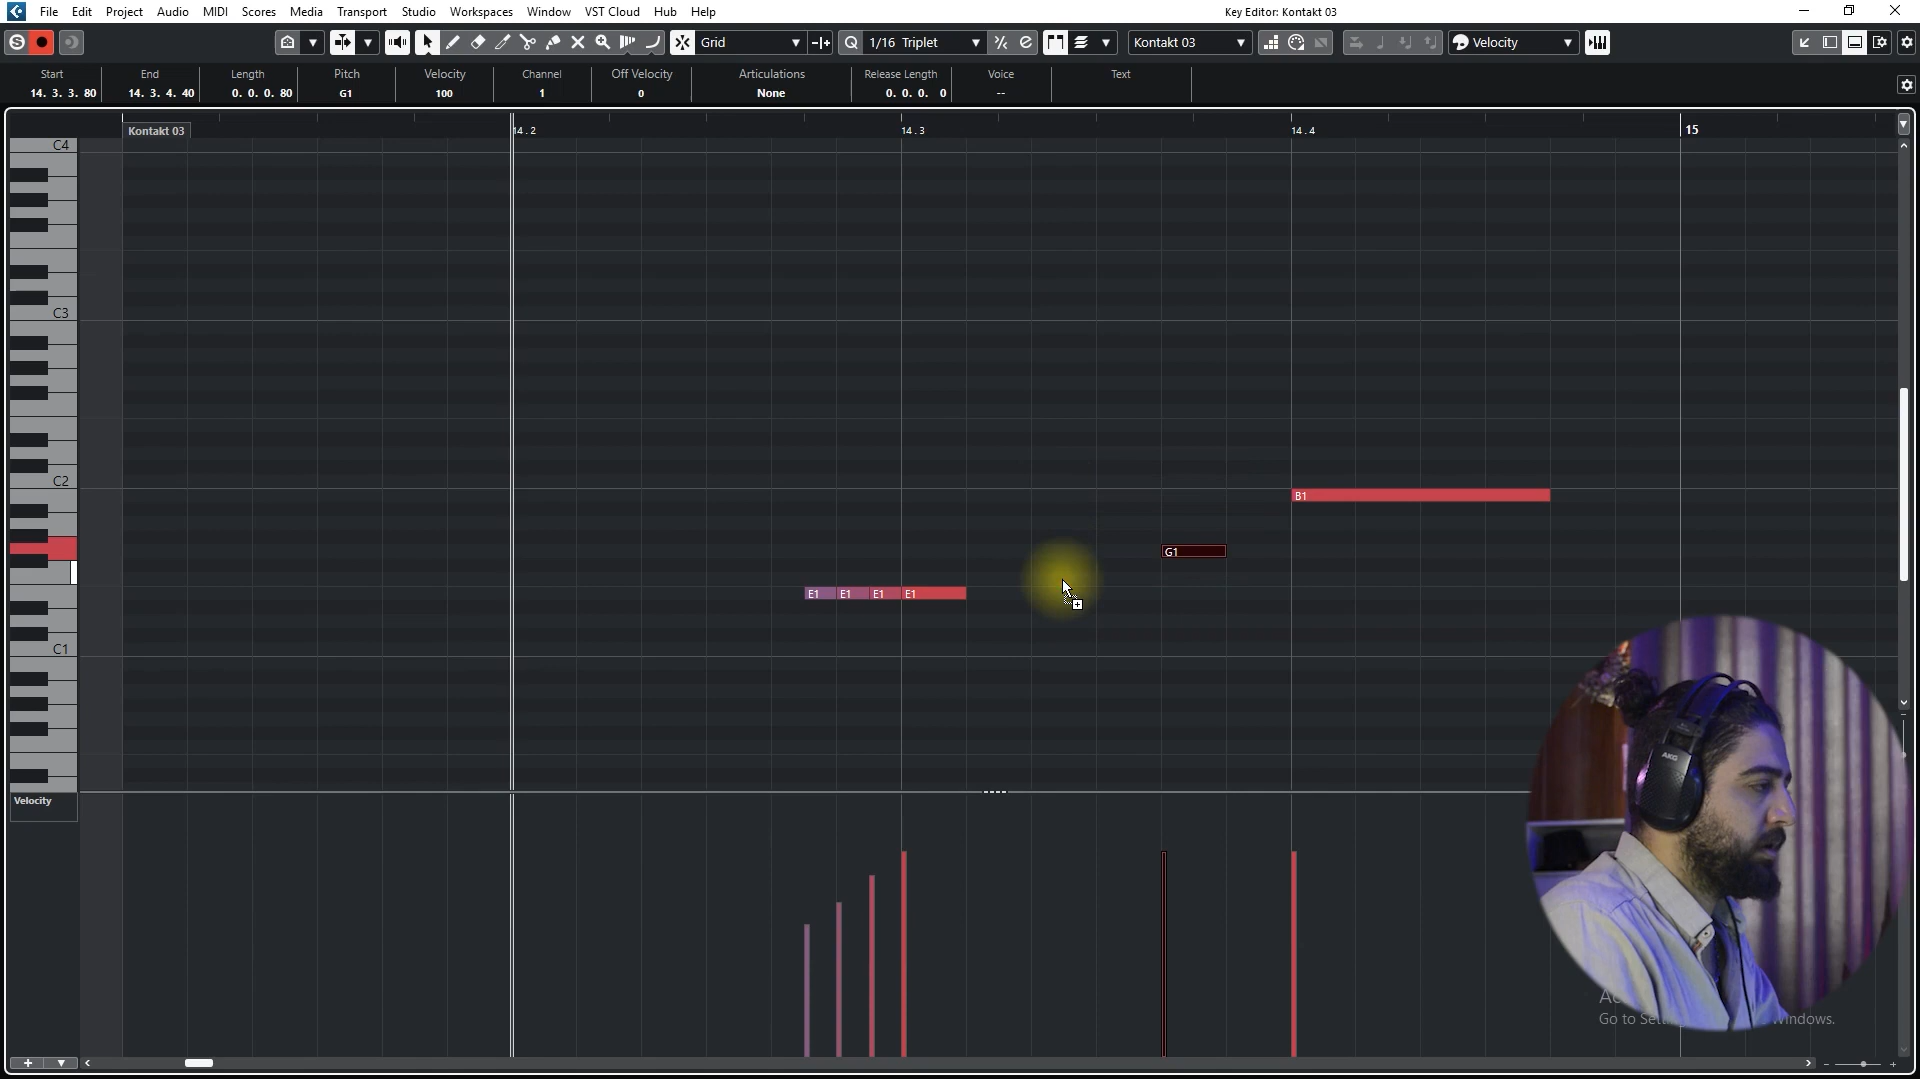 File Edit Project Audio MIDI Scores Media Transport Studio Workspaces Window VST Cloud Hub Help
Key Editor: Kontakt 03
S Grid Q 1/16 Triplet Kontakt 03 Velocity
Start End Length Pitch Velocity Channel Off Velocity Articulations Release Length Voice Text
14. 3. 3. 80 14. 3. 4. 40 0. 0. 0. 80 G1 100 1 0 None 0. 0. 0. 0 --
Kontakt 03 14.2 14.3 14.4 15
C4
C3
C2
B1
G1
E1 E1 E1 E1
C1
Velocity
AKG
Go to Windows.